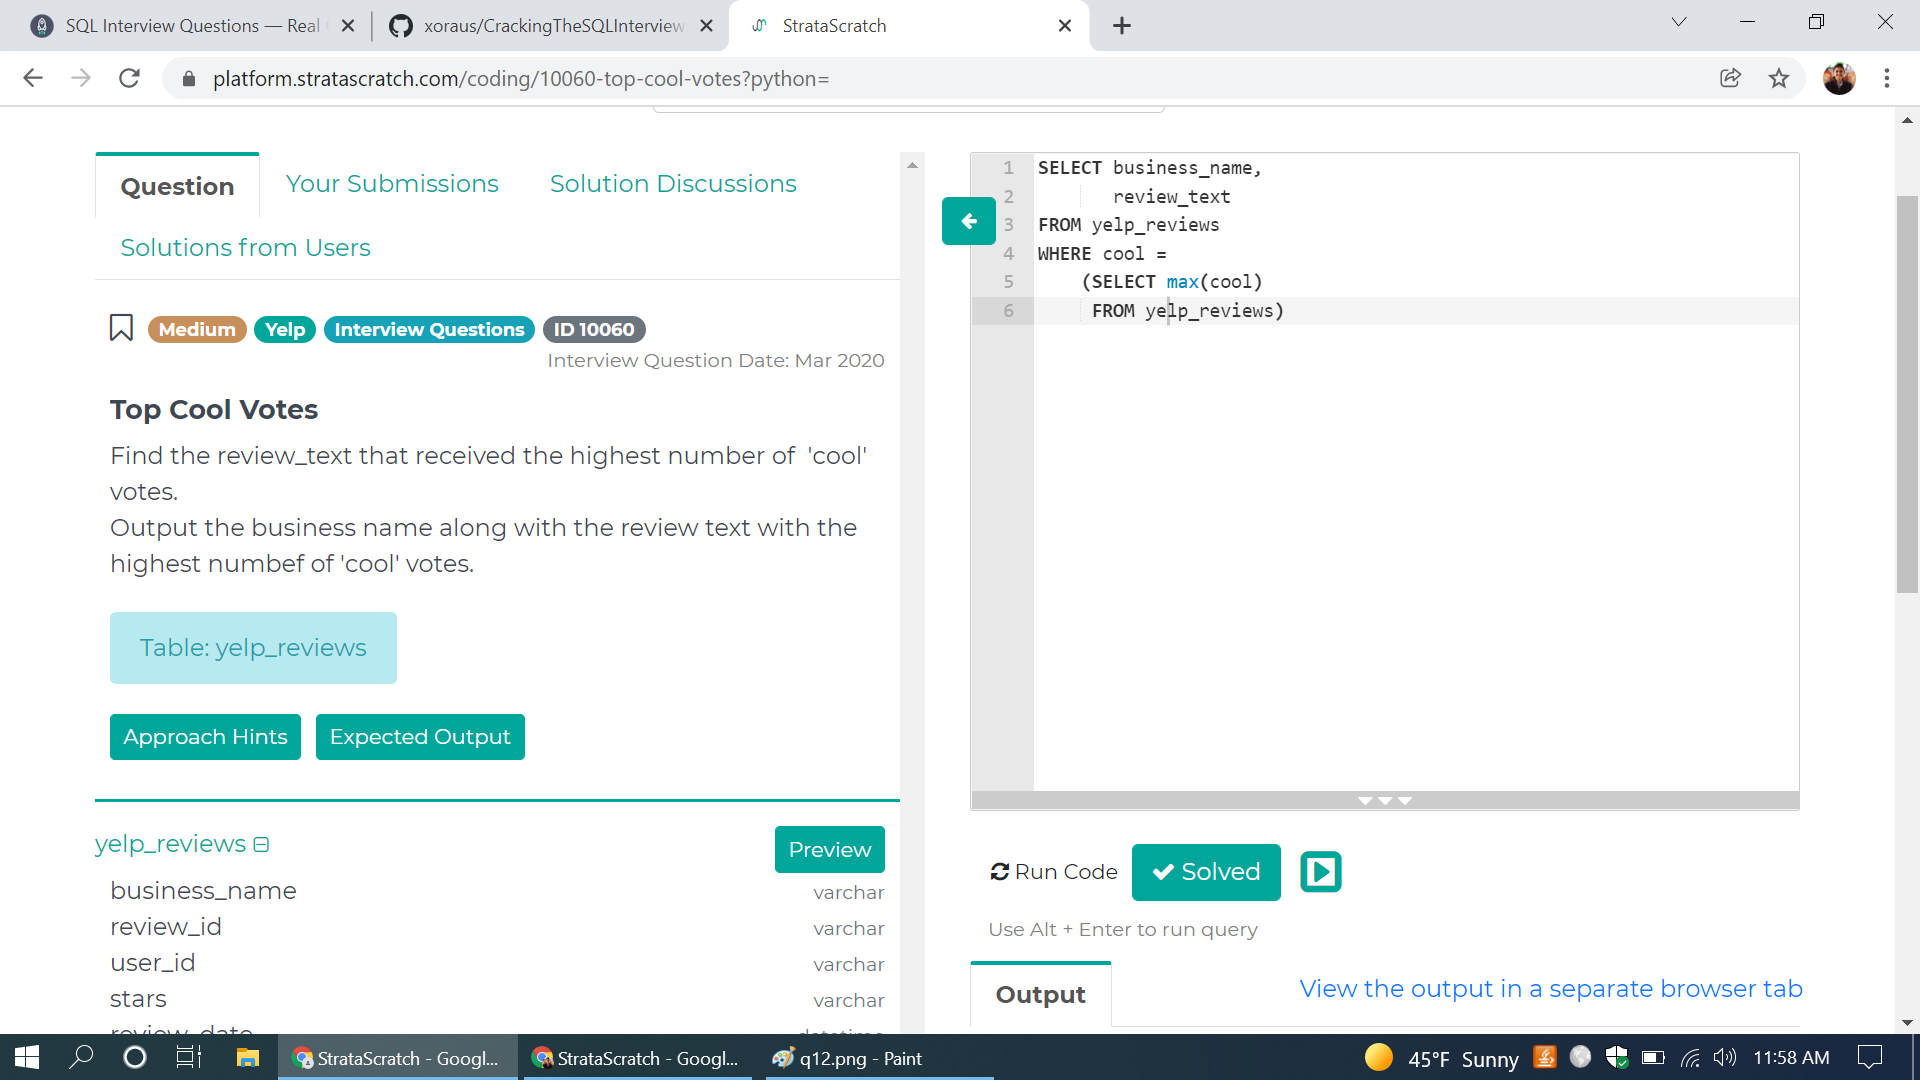 SQL Interview Questions — Real
xoraus/CrackingTheSQLInterview
StrataScratch
platform.stratascratch.com/coding/10060-top-cool-votes?python=
Question
Your Submissions
Solution Discussions
Solutions from Users
Medium
Yelp
Interview Questions
ID 10060
Interview Question Date: Mar 2020
Top Cool Votes
Find the review_text that received the highest number of 'cool'
votes.
Output the business name along with the review text with the
highest numbef of 'cool' votes.
Table: yelp_reviews
Approach Hints
Expected Output
yelp_reviews
Preview
business_name varchar
review_id varchar
user_id varchar
stars varchar
review_date datetime
1 SELECT business_name,
2 review_text
3 FROM yelp_reviews
4 WHERE cool =
5 (SELECT max(cool)
6 FROM yelp_reviews)
Run Code
Solved
Use Alt + Enter to run query
Output
View the output in a separate browser tab
StrataScratch - Googl...
StrataScratch - Googl...
q12.png - Paint
45°F Sunny
11:58 AM